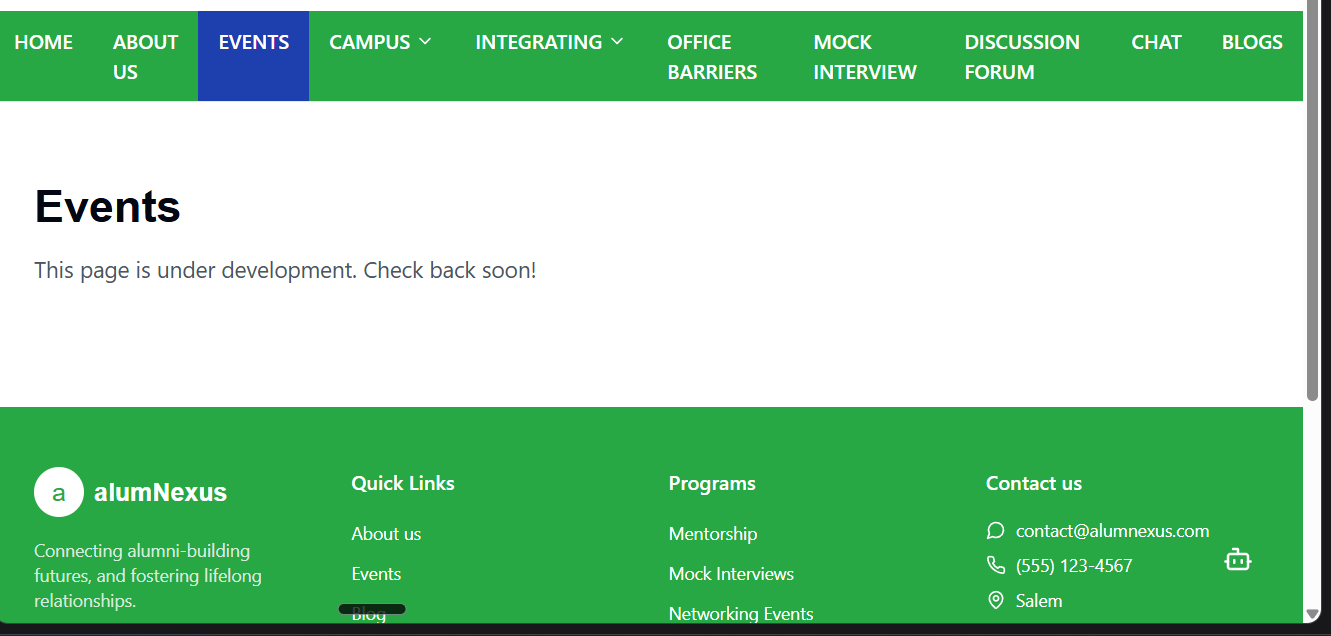 HOME
ABOUT
US
EVENTS
CAMPUS
INTEGRATING
OFFICE
BARRIERS
MOCK
INTERVIEW
DISCUSSION
FORUM
CHAT
BLOGS
Events
This page is under development. Check back soon!
a alumNexus
Connecting alumni-building
futures, and fostering lifelong
relationships.
Quick Links
About us
Events
Blog
Programs
Mentorship
Mock Interviews
Networking Events
Contact us
contact@alumnexus.com
(555) 123-4567
Salem